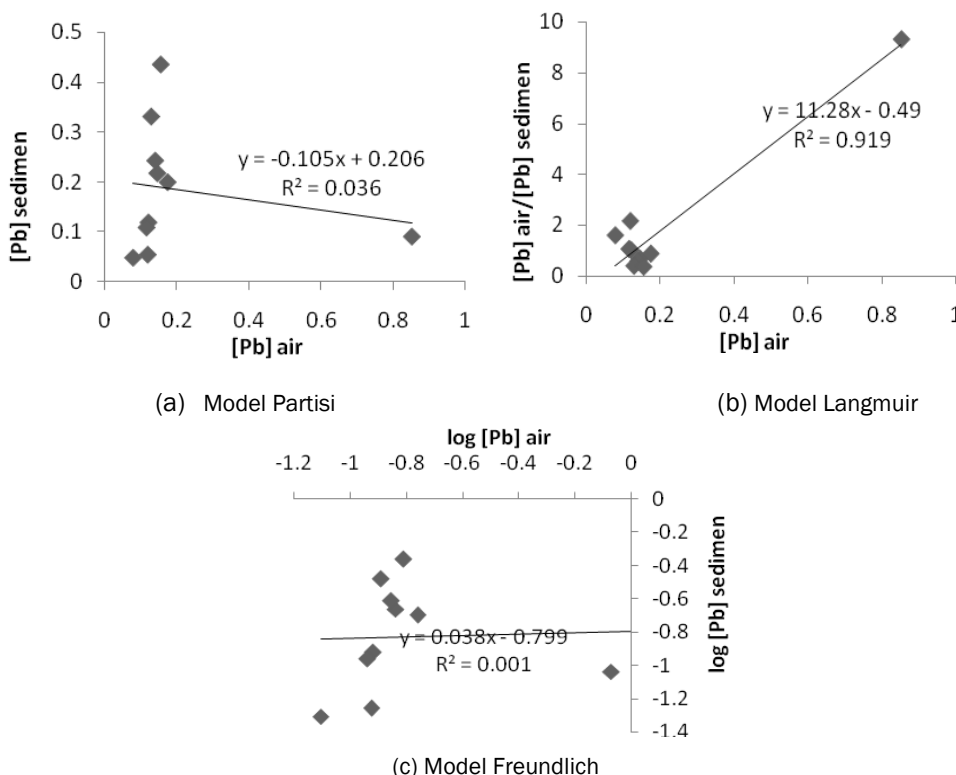 [Pb] sedimen
0.5
0.4
0.3
0.2
0.1
0
y = -0.105x + 0.206
R² = 0.036
0 0.2 0.4 0.6 0.8 1
[Pb] air
(a) Model Partisi
[Pb] air/[Pb] sedimen
10
8
6
4
2
0
y = 11.28x - 0.49
R² = 0.919
0 0.2 0.4 0.6 0.8 1
[Pb] air
(b) Model Langmuir
log [Pb] air
-1.2 -1 -0.8 -0.6 -0.4 -0.2 0
0
-0.2
-0.4
-0.6
-0.8
-1
-1.2
-1.4
log [Pb] sedimen
y = 0.038x - 0.799
R² = 0.001
(c) Model Freundlich